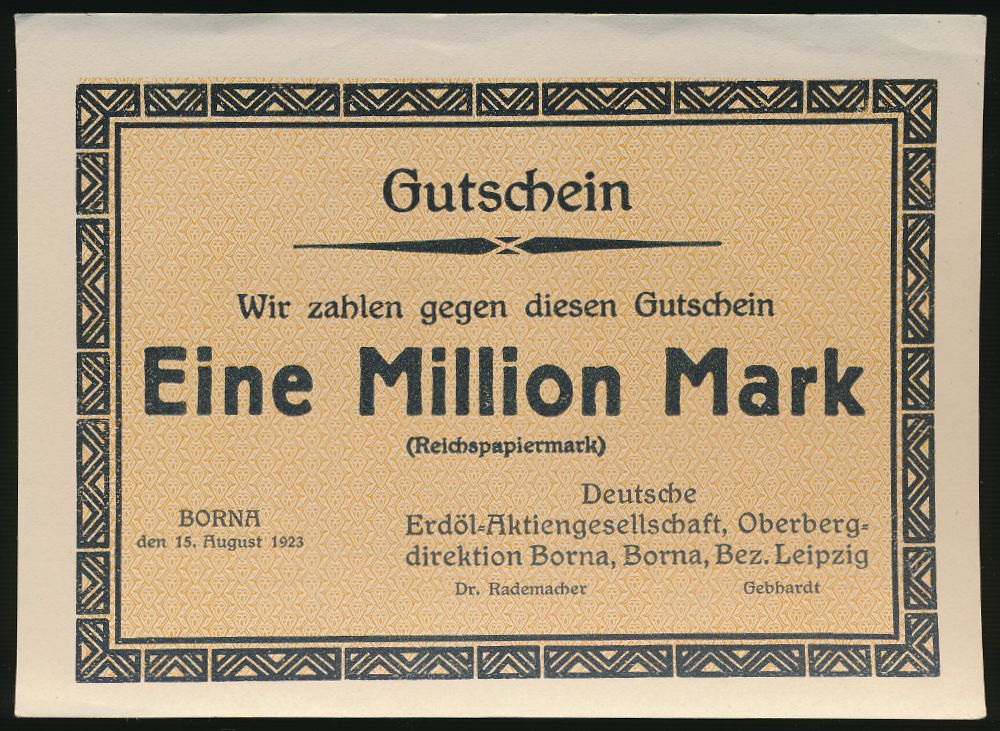 Gutschein
Wir zahlen gegen diesen Gutschein
Eine Million Mark
(Reichspapiermark)
BORNA
den 15. August 1923
Deutsche
Erdöl=Aktiengesellschaft, Oberberg=
direktion Borna, Borna, Bez. Leipzig
Dr. Rademacher Gebhardt